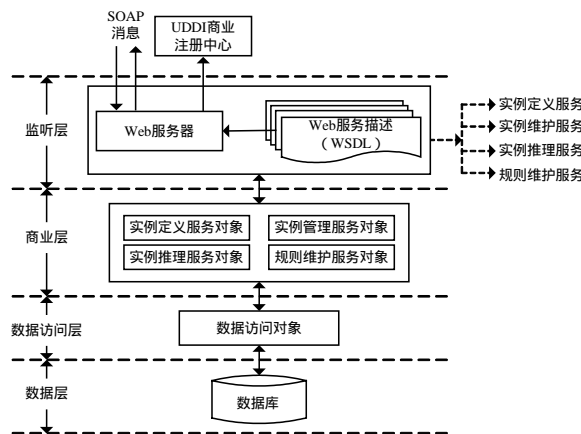 SOAP
消息
UDDI商业
注册中心
监听层
Web服务器
Web服务描述
（WSDL）
实例定义服务
实例维护服务
实例推理服务
规则维护服务
商业层
实例定义服务对象
实例管理服务对象
实例推理服务对象
规则维护服务对象
数据访问层
数据访问对象
数据层
数据库